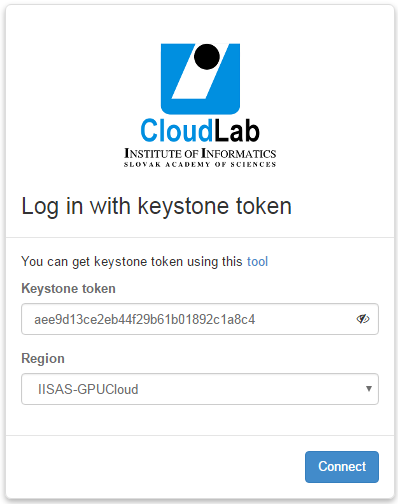 CloudLab
INSTITUTE OF INFORMATICS
SLOVAK ACADEMY OF SCIENCES
Log in with keystone token
You can get keystone token using this tool
Keystone token
aee9d13ce2eb44f29b61b01892c1a8c4
Region
IISAS-GPUCloud
Connect